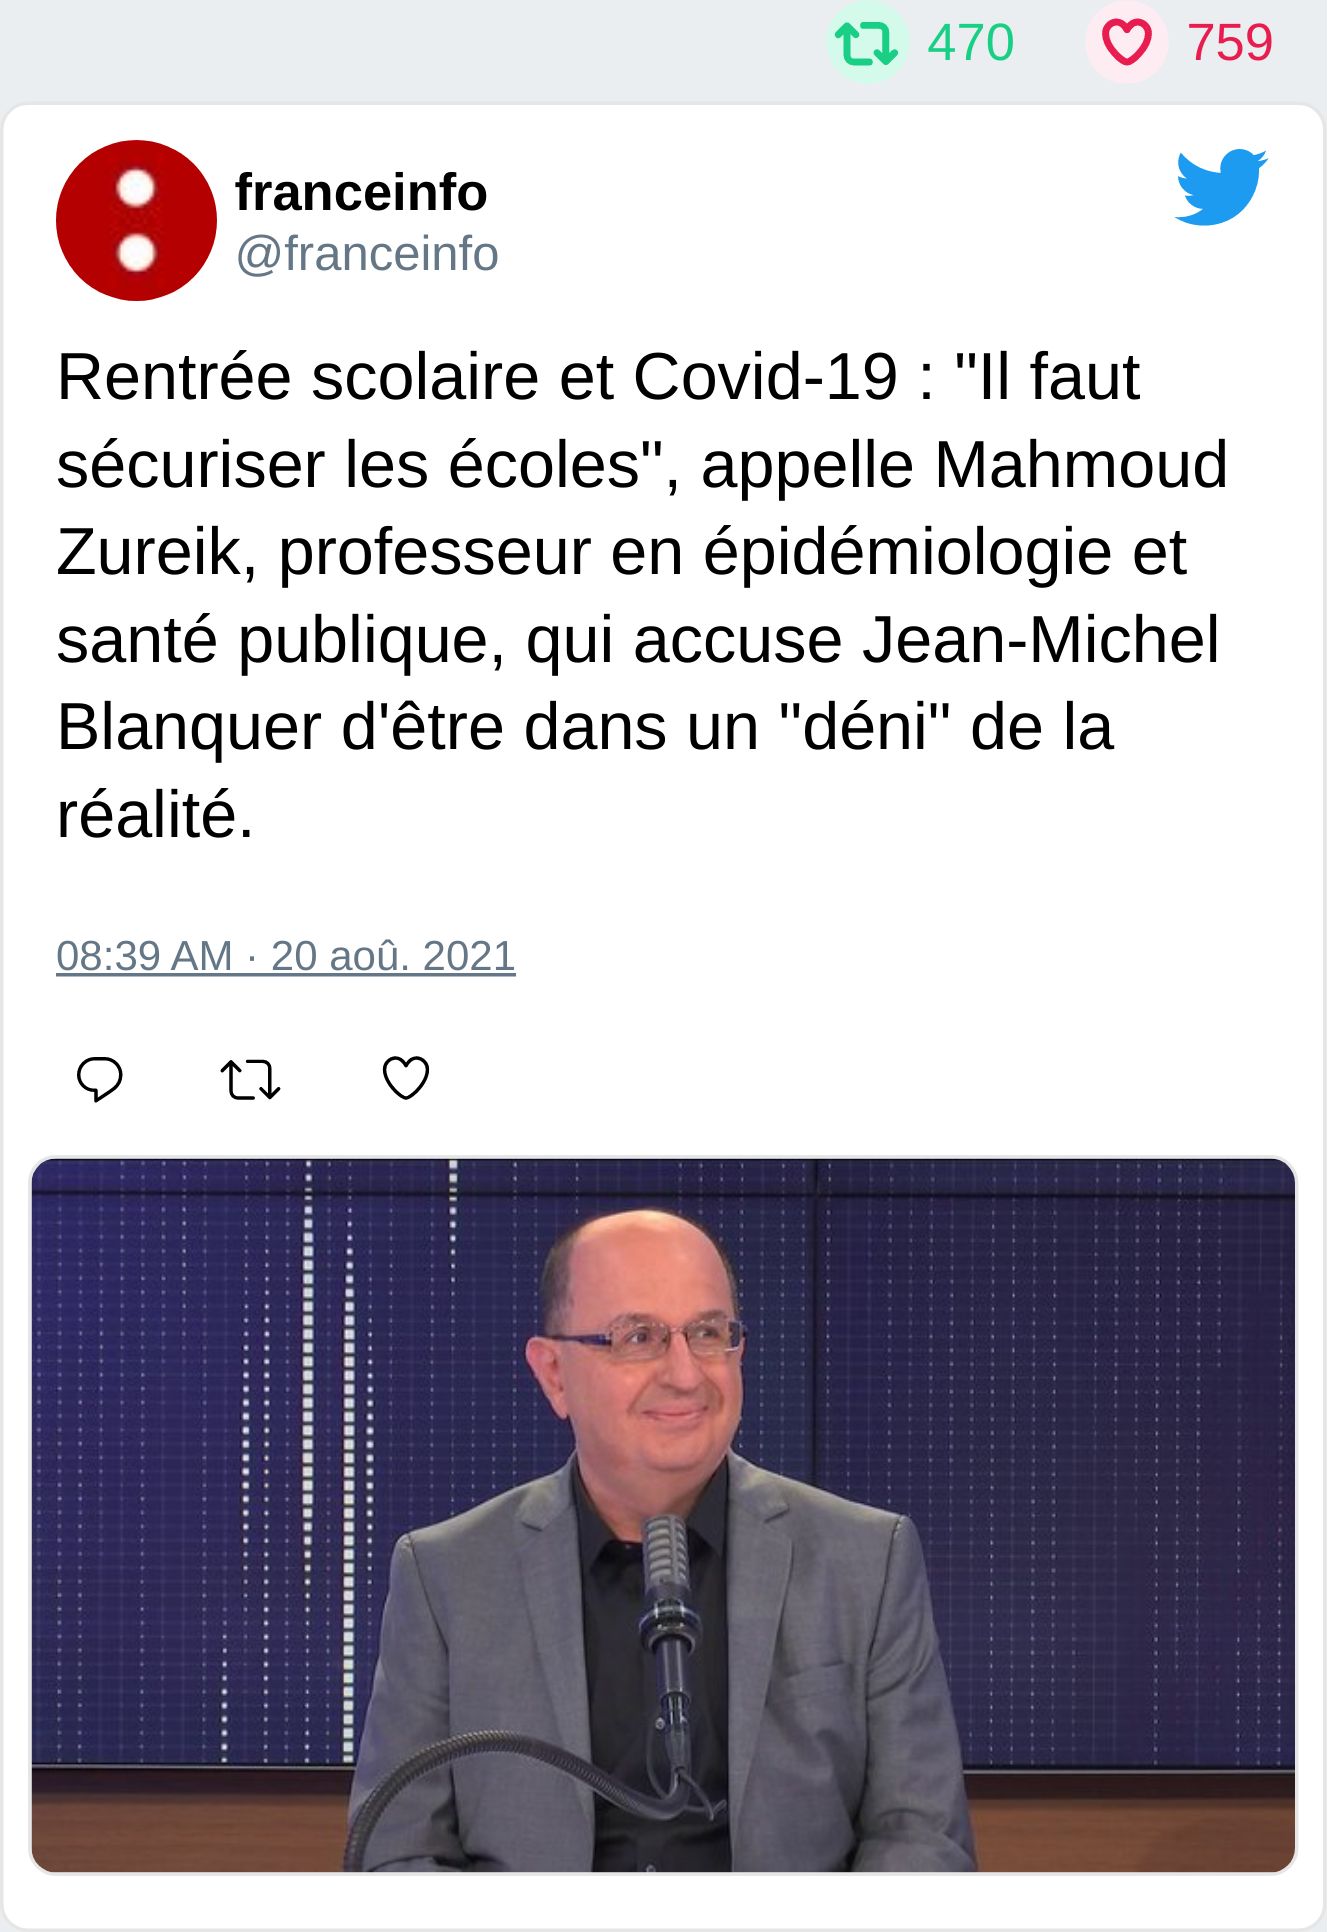 470 759
franceinfo
@franceinfo
Rentrée scolaire et Covid-19 : "Il faut
sécuriser les écoles", appelle Mahmoud
Zureik, professeur en épidémiologie et
santé publique, qui accuse Jean-Michel
Blanquer d'être dans un "déni" de la
réalité.
08:39 AM · 20 aoû. 2021